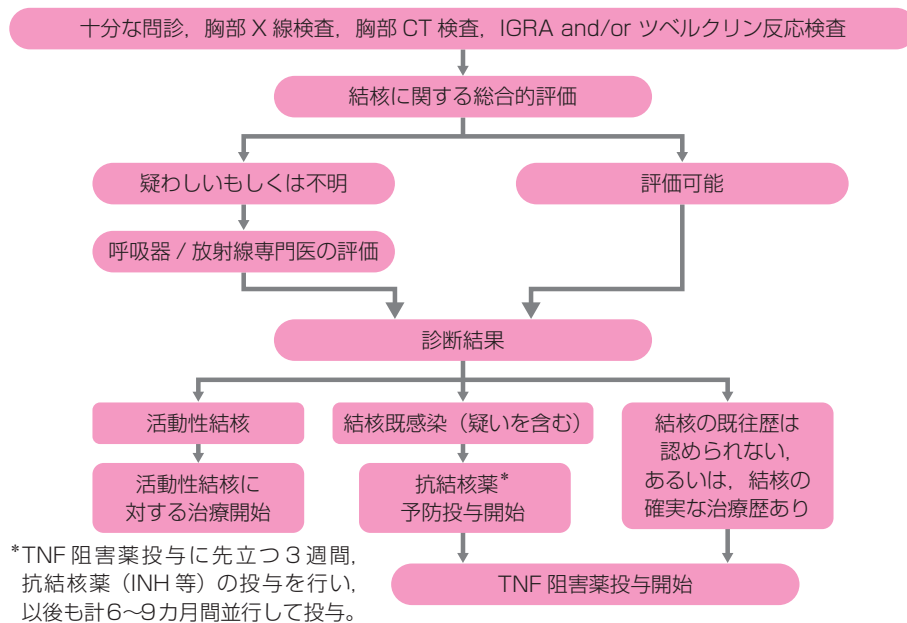 十分な問診，胸部 X 線検査，胸部 CT 検査，IGRA and/or ツベルクリン反応検査
結核に関する総合的評価
疑わしいもしくは不明
評価可能
呼吸器 / 放射線専門医の評価
診断結果
活動性結核
結核既感染（疑いを含む）
結核の既往歴は
認められない，
あるいは，結核の
確実な治療歴あり
活動性結核に
対する治療開始
抗結核薬*
予防投与開始
*TNF 阻害薬投与に先立つ 3 週間，
抗結核薬（INH 等）の投与を行い，
以後も計6〜9カ月間並行して投与。
TNF 阻害薬投与開始